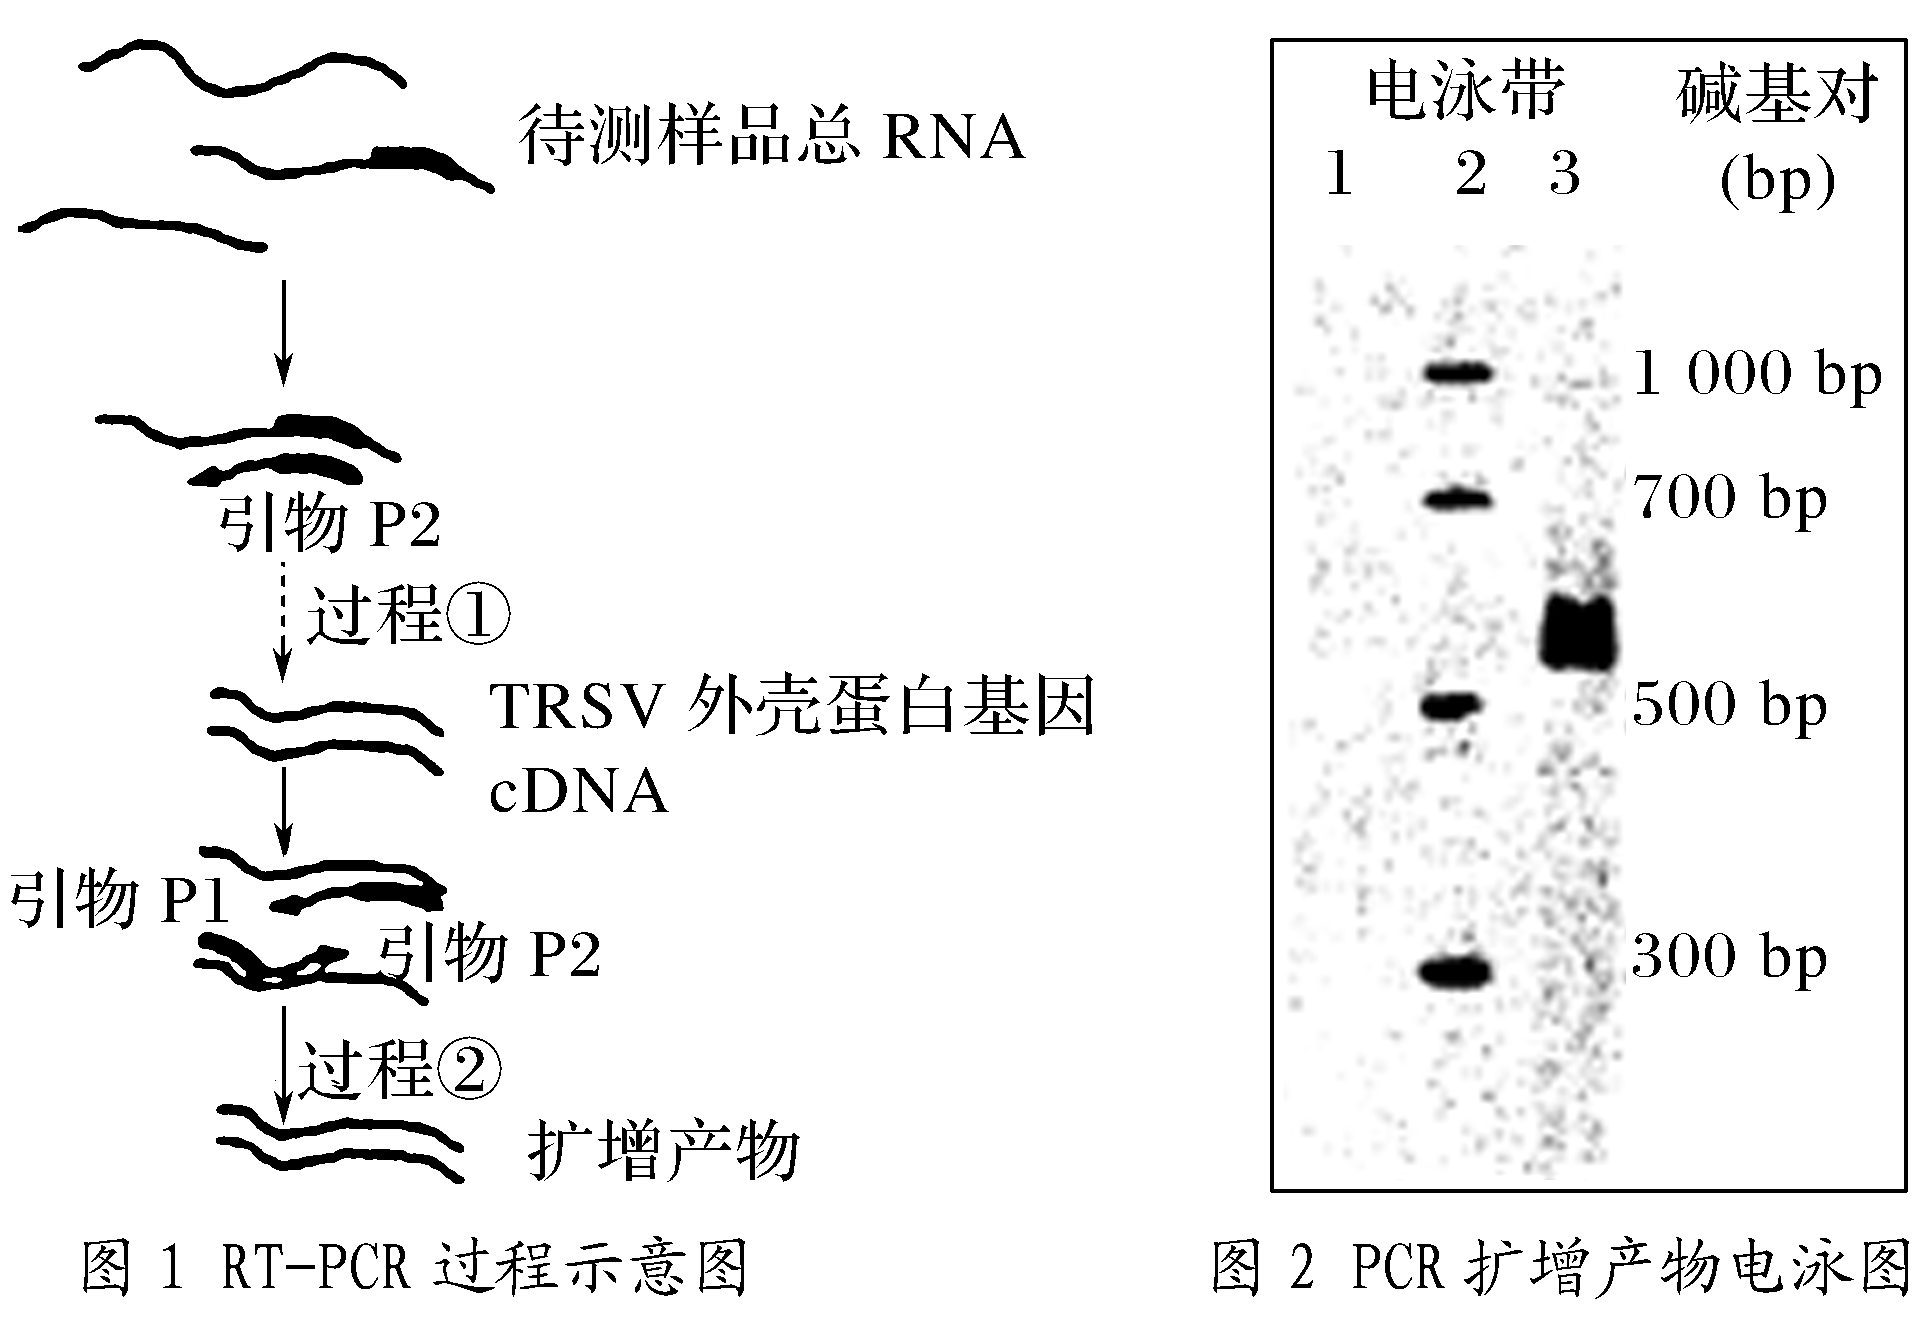 待测样品总 RNA
引物 P2
过程①
TRSV 外壳蛋白基因
cDNA
引物 P1
引物 P2
过程②
扩增产物
图 1 RT-PCR 过程示意图
电泳带 碱基对
1 2 3 (bp)
1 000 bp
700 bp
500 bp
300 bp
图 2 PCR 扩增产物电泳图